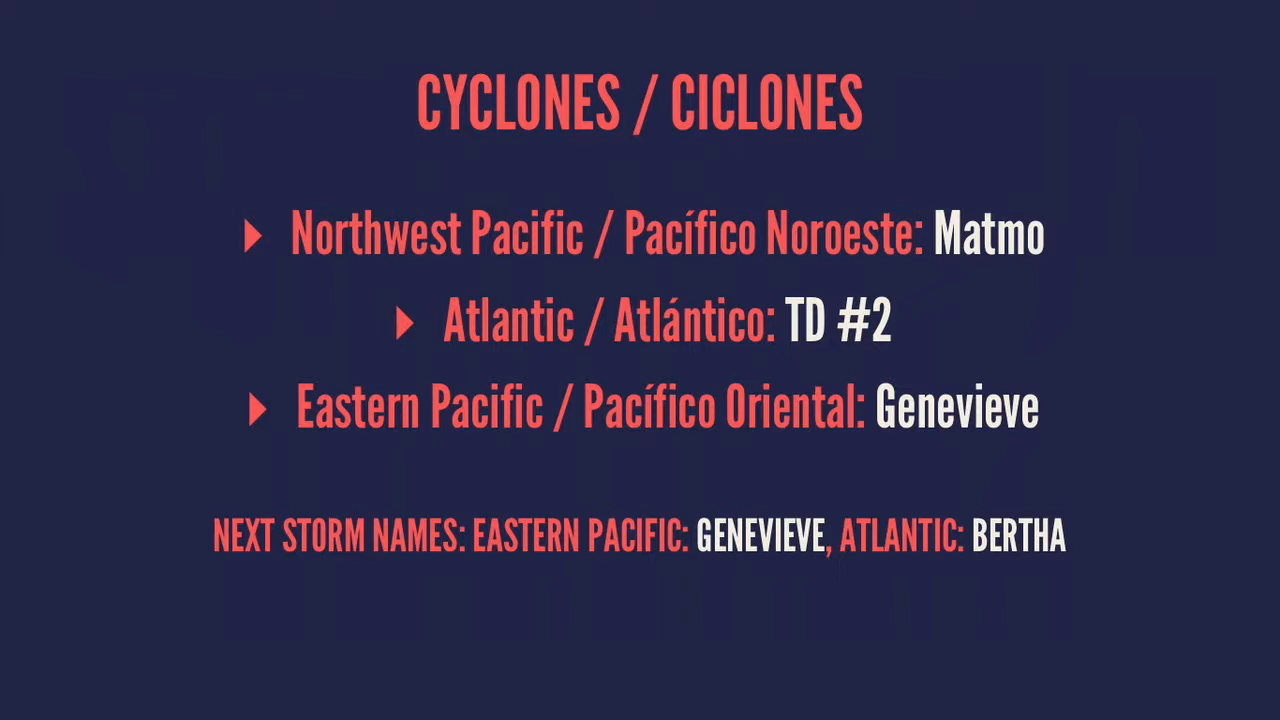 CYCLONES / CICLONES
Northwest Pacific / Pacífico Noroeste: Matmo
Atlantic / Atlántico: TD #2
Eastern Pacific / Pacífico Oriental: Genevieve
NEXT STORM NAMES: EASTERN PACIFIC: GENEVIEVE, ATLANTIC: BERTHA